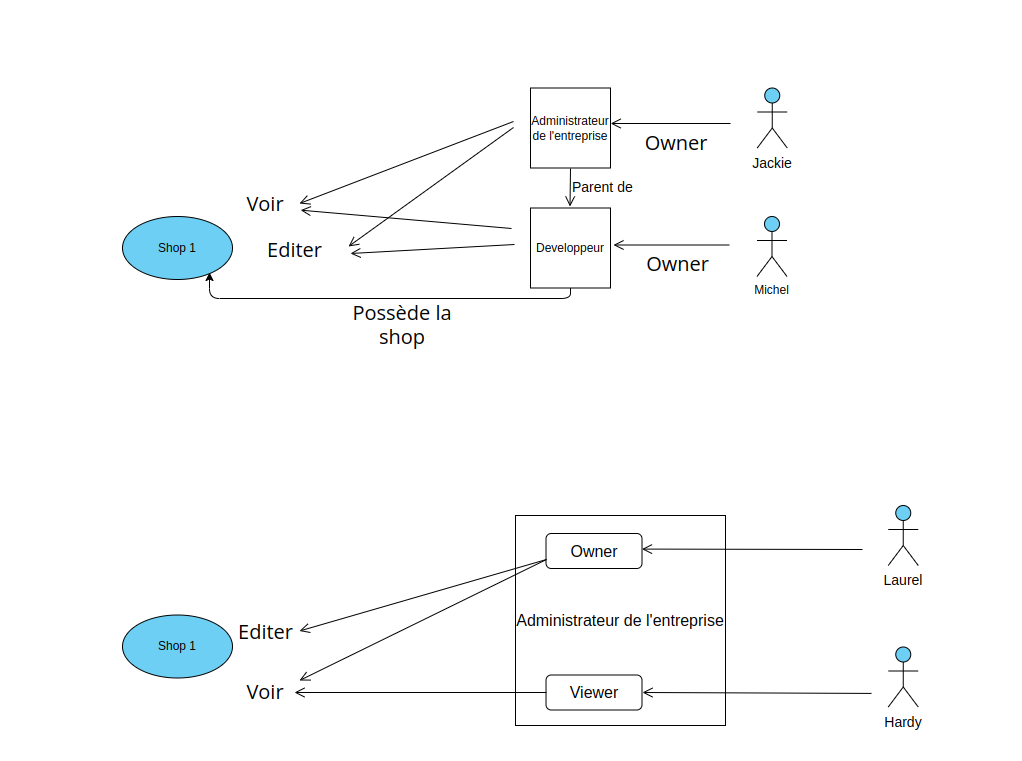 Administrateur
de l'entreprise
Owner
Jackie
Parent de
Voir
Shop 1
Editer
Developpeur
Owner
Michel
Possède la
shop
Owner
Laurel
Administrateur de l'entreprise
Shop 1
Editer
Voir
Viewer
Hardy